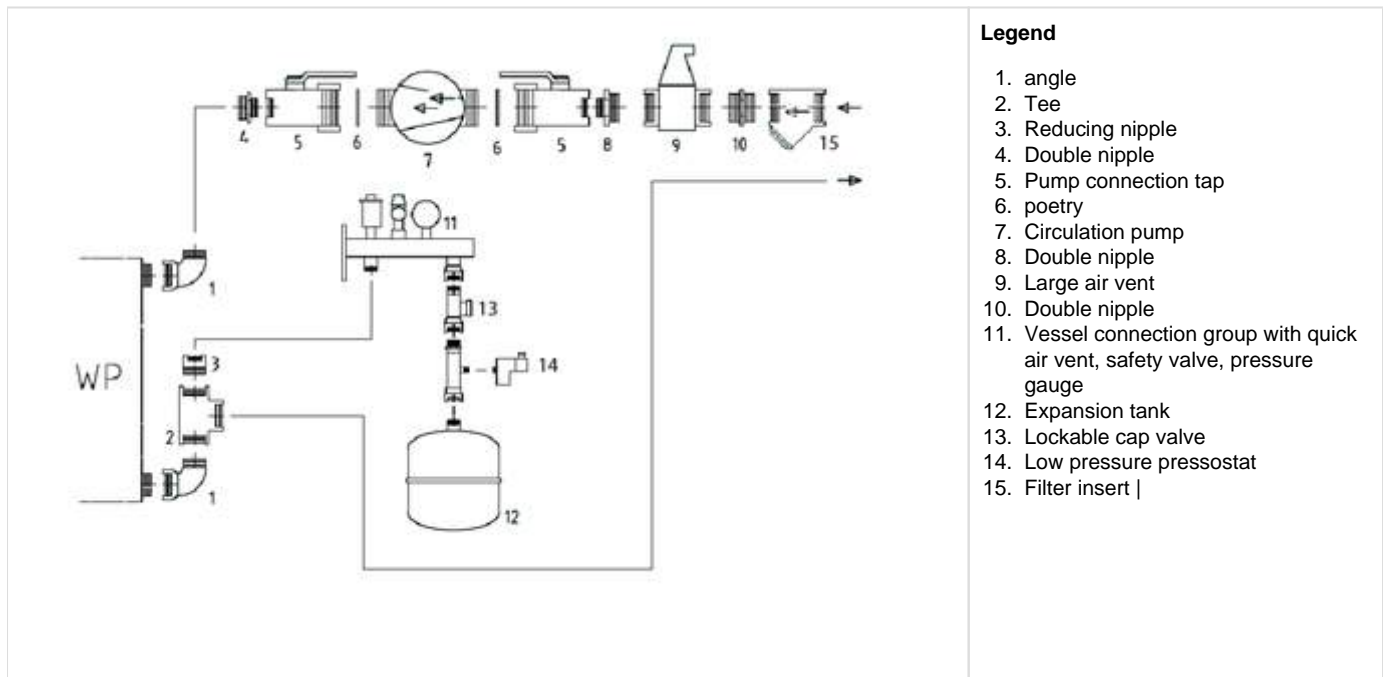 4
5
6
7
6
5
8
9
10
15
11
1
13
3
14
WP
2
1
12
Legend
1. angle
2. Tee
3. Reducing nipple
4. Double nipple
5. Pump connection tap
6. poetry
7. Circulation pump
8. Double nipple
9. Large air vent
10. Double nipple
11. Vessel connection group with quick
air vent, safety valve, pressure
gauge
12. Expansion tank
13. Lockable cap valve
14. Low pressure pressostat
15. Filter insert |